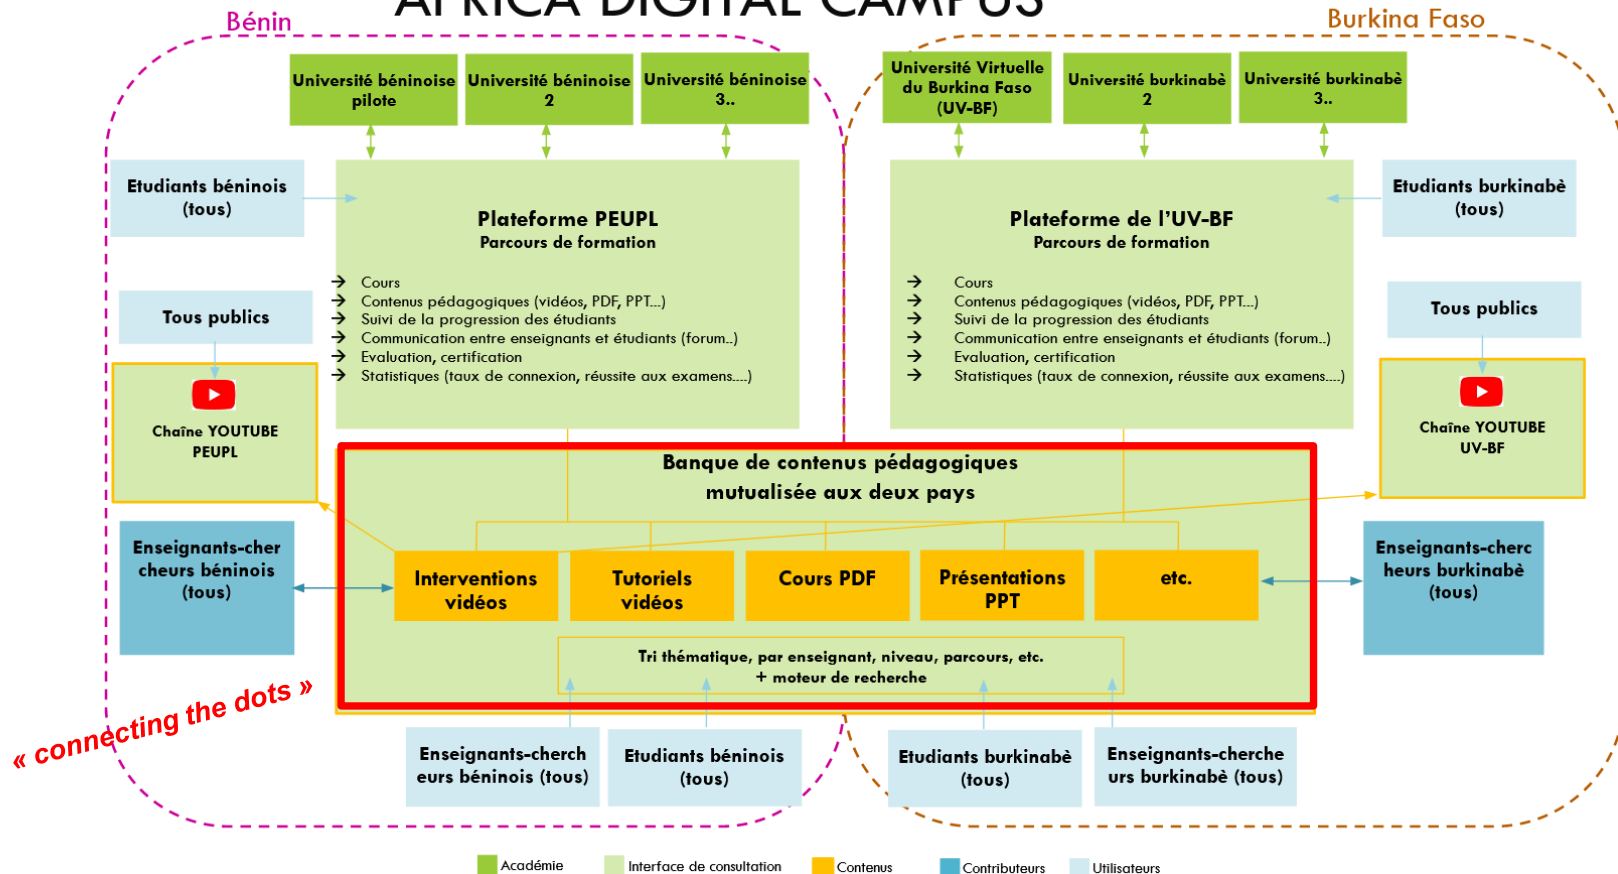 AFRICA DIGITAL CAMPUS
Bénin
Burkina Faso
Université béninoise
pilote
Université béninoise
2
Université béninoise
3..
Université Virtuelle
du Burkina Faso
(UV-BF)
Université burkinabè
2
Université burkinabè
3..
Etudiants béninois
(tous)
Plateforme PEUPL
Parcours de formation
→ Cours
→ Contenus pédagogiques (vidéos, PDF, PPT...)
→ Suivi de la progression des étudiants
→ Communication entre enseignants et étudiants (forum..)
→ Evaluation, certification
→ Statistiques (taux de connexion, réussite aux examens....)
Plateforme de l'UV-BF
Parcours de formation
→ Cours
→ Contenus pédagogiques (vidéos, PDF, PPT...)
→ Suivi de la progression des étudiants
→ Communication entre enseignants et étudiants (forum..)
→ Evaluation, certification
→ Statistiques (taux de connexion, réussite aux examens....)
Etudiants burkinabè
(tous)
Tous publics
Chaîne YOUTUBE
PEUPL
Tous publics
Chaîne YOUTUBE
UV-BF
Banque de contenus pédagogiques
mutualisée aux deux pays
Enseignants-cher
cheurs béninois
(tous)
Interventions
vidéos
Tutoriels
vidéos
Cours PDF
Présentations
PPT
etc.
Enseignants-cherc
heurs burkinabè
(tous)
Tri thématique, par enseignant, niveau, parcours, etc.
+ moteur de recherche
« connecting the dots »
Enseignants-cherch
eurs béninois (tous)
Etudiants béninois
(tous)
Etudiants burkinabè
(tous)
Enseignants-cherche
urs burkinabè (tous)
Académie
Interface de consultation
Contenus
Contributeurs
Utilisateurs